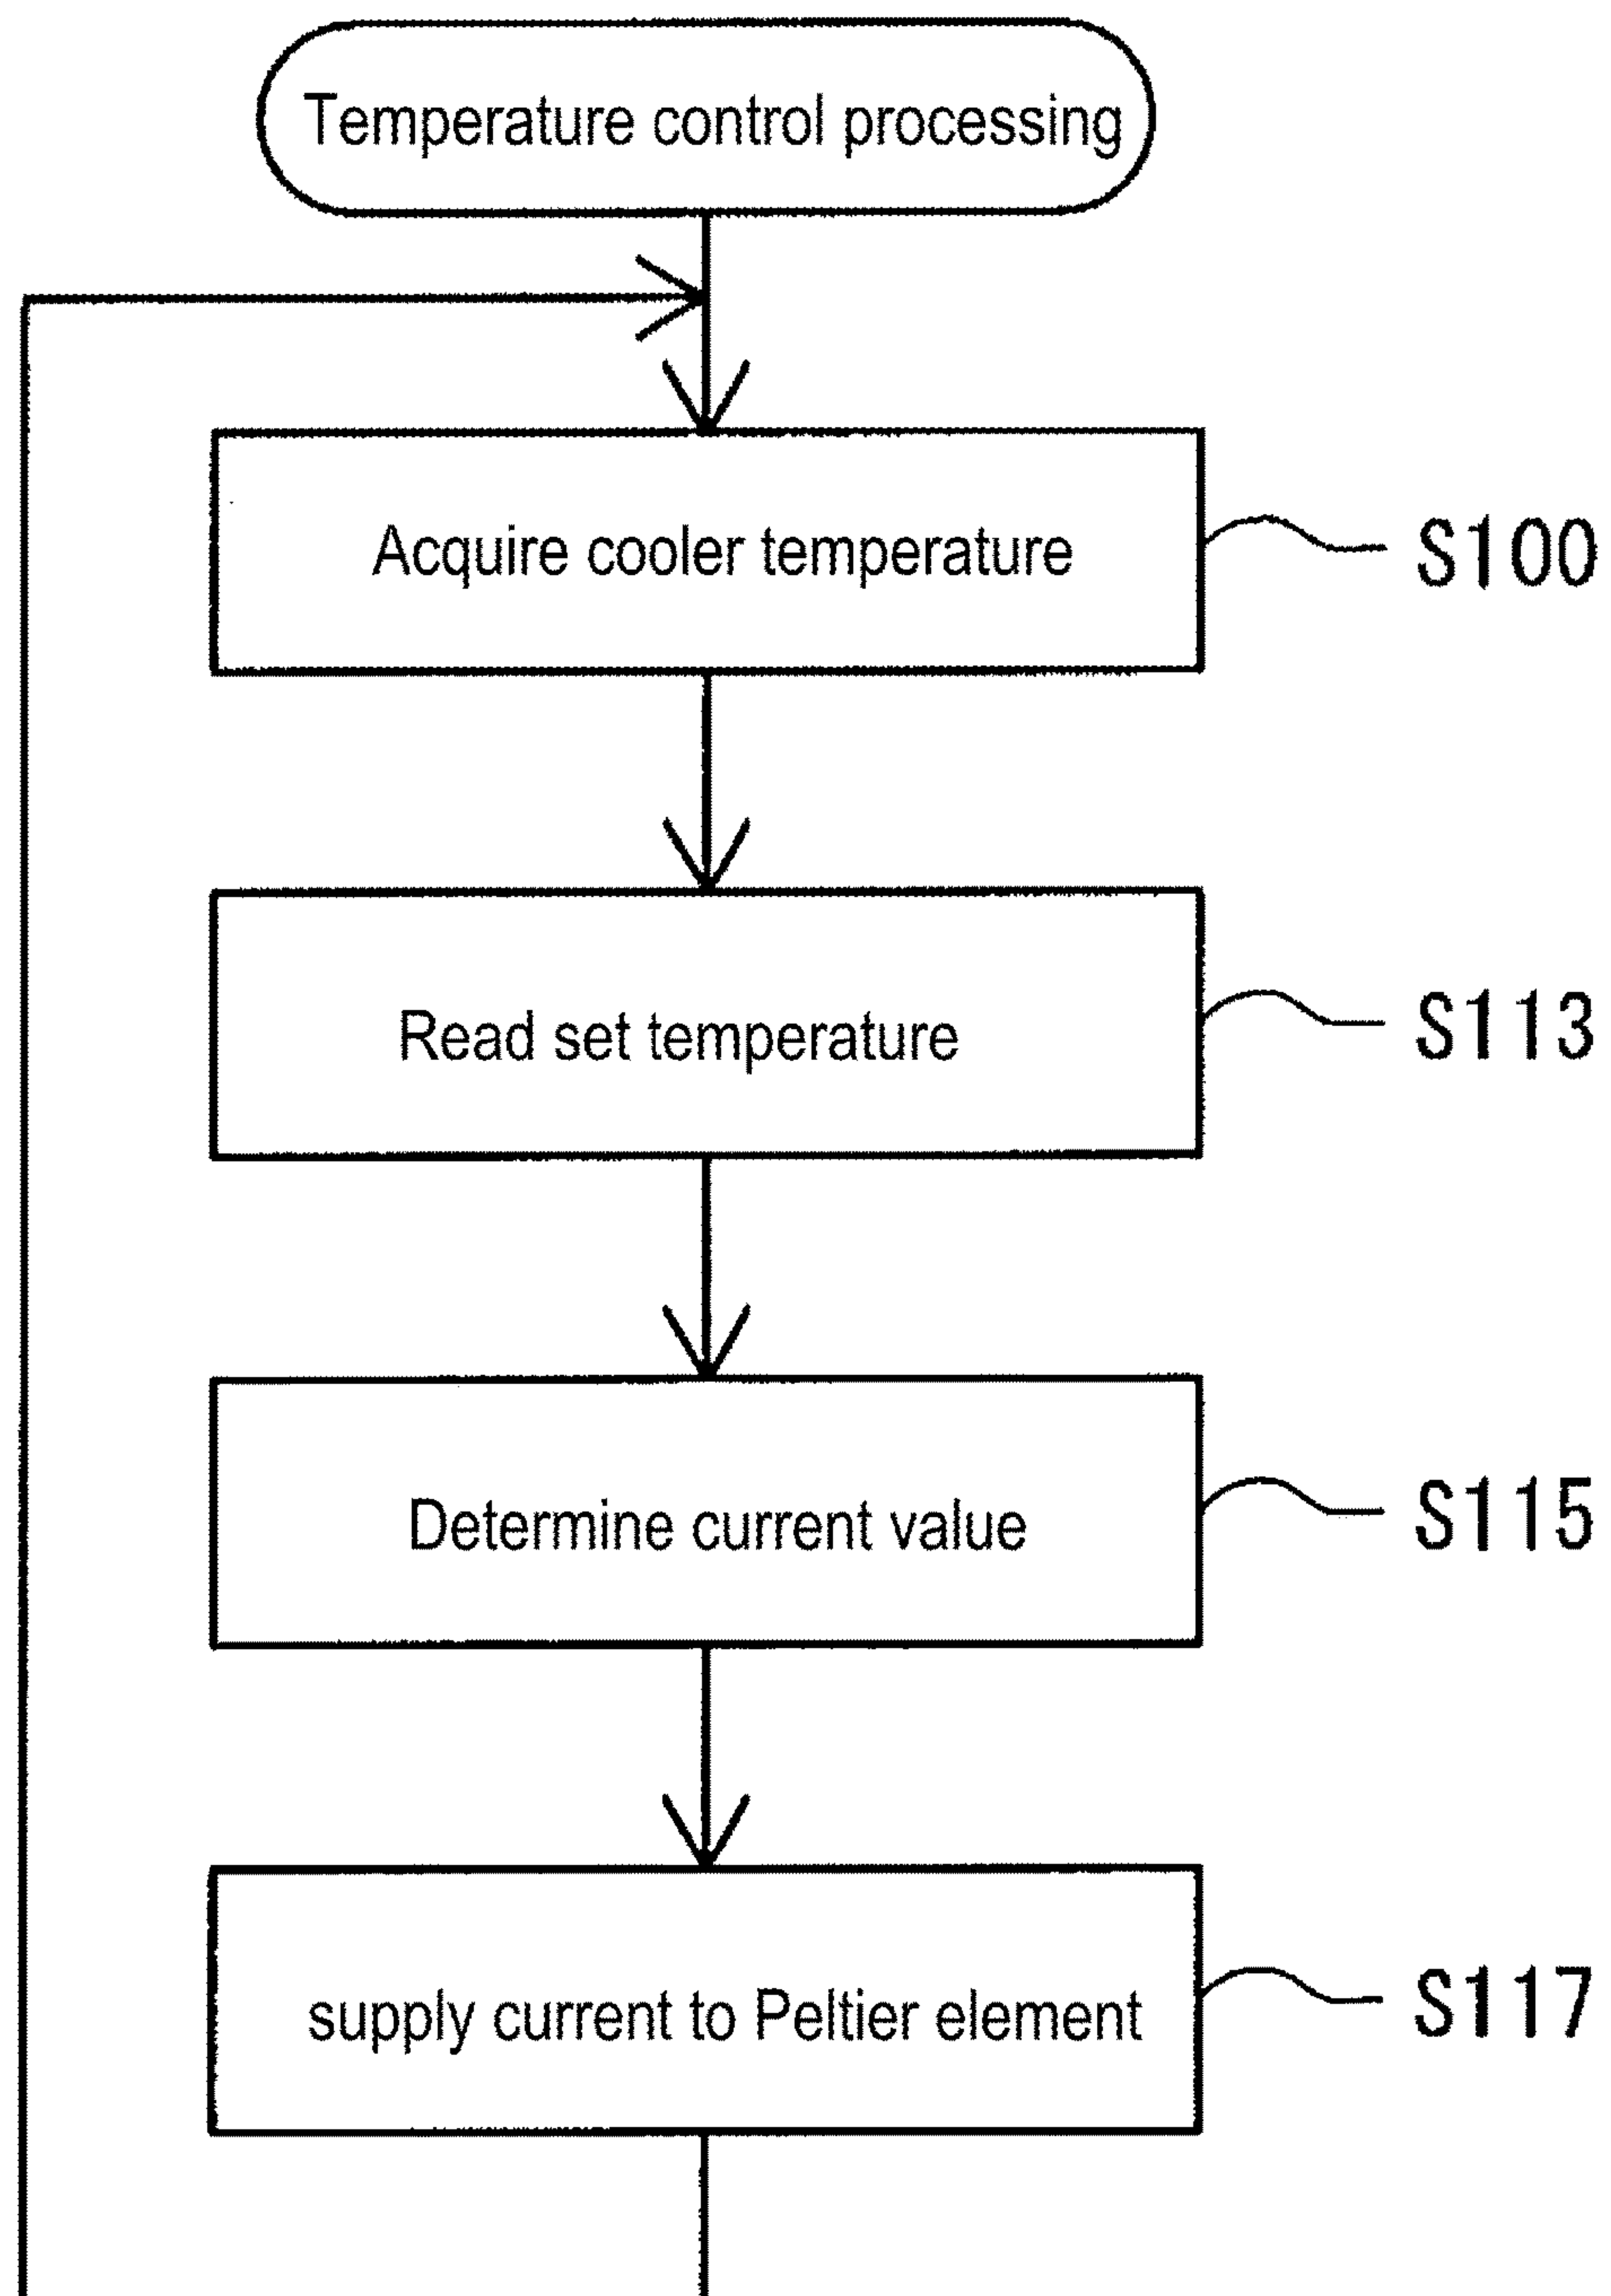 Temperature control processing
Acquire cooler temperature
S100
Read set temperature
S113
Determine current value
S115
supply current to Peltier element
S117